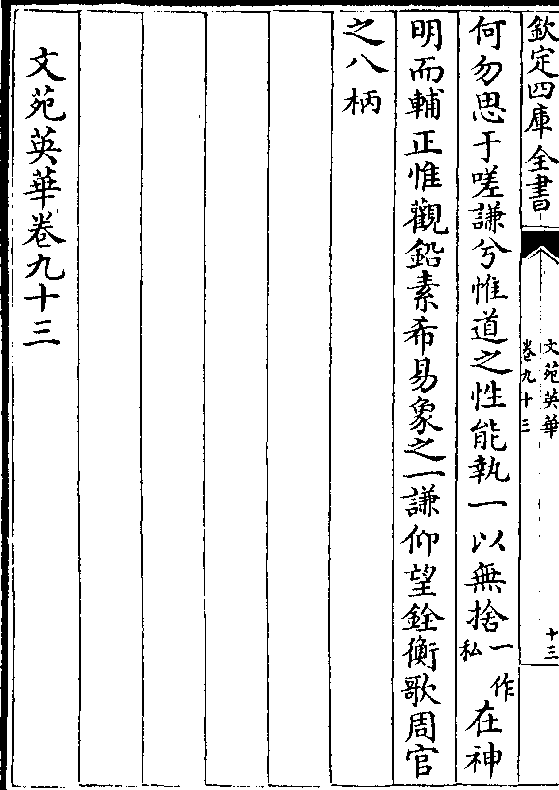 欽定四庫全書
文苑英華
卷九十三
十三
何勿思于嗟謙兮惟道之性能執一以無捨一作私在神
明而輔正惟觀鉛素希易象之一謙仰望銓衡歌周官
之八柄
文苑英華卷九十三